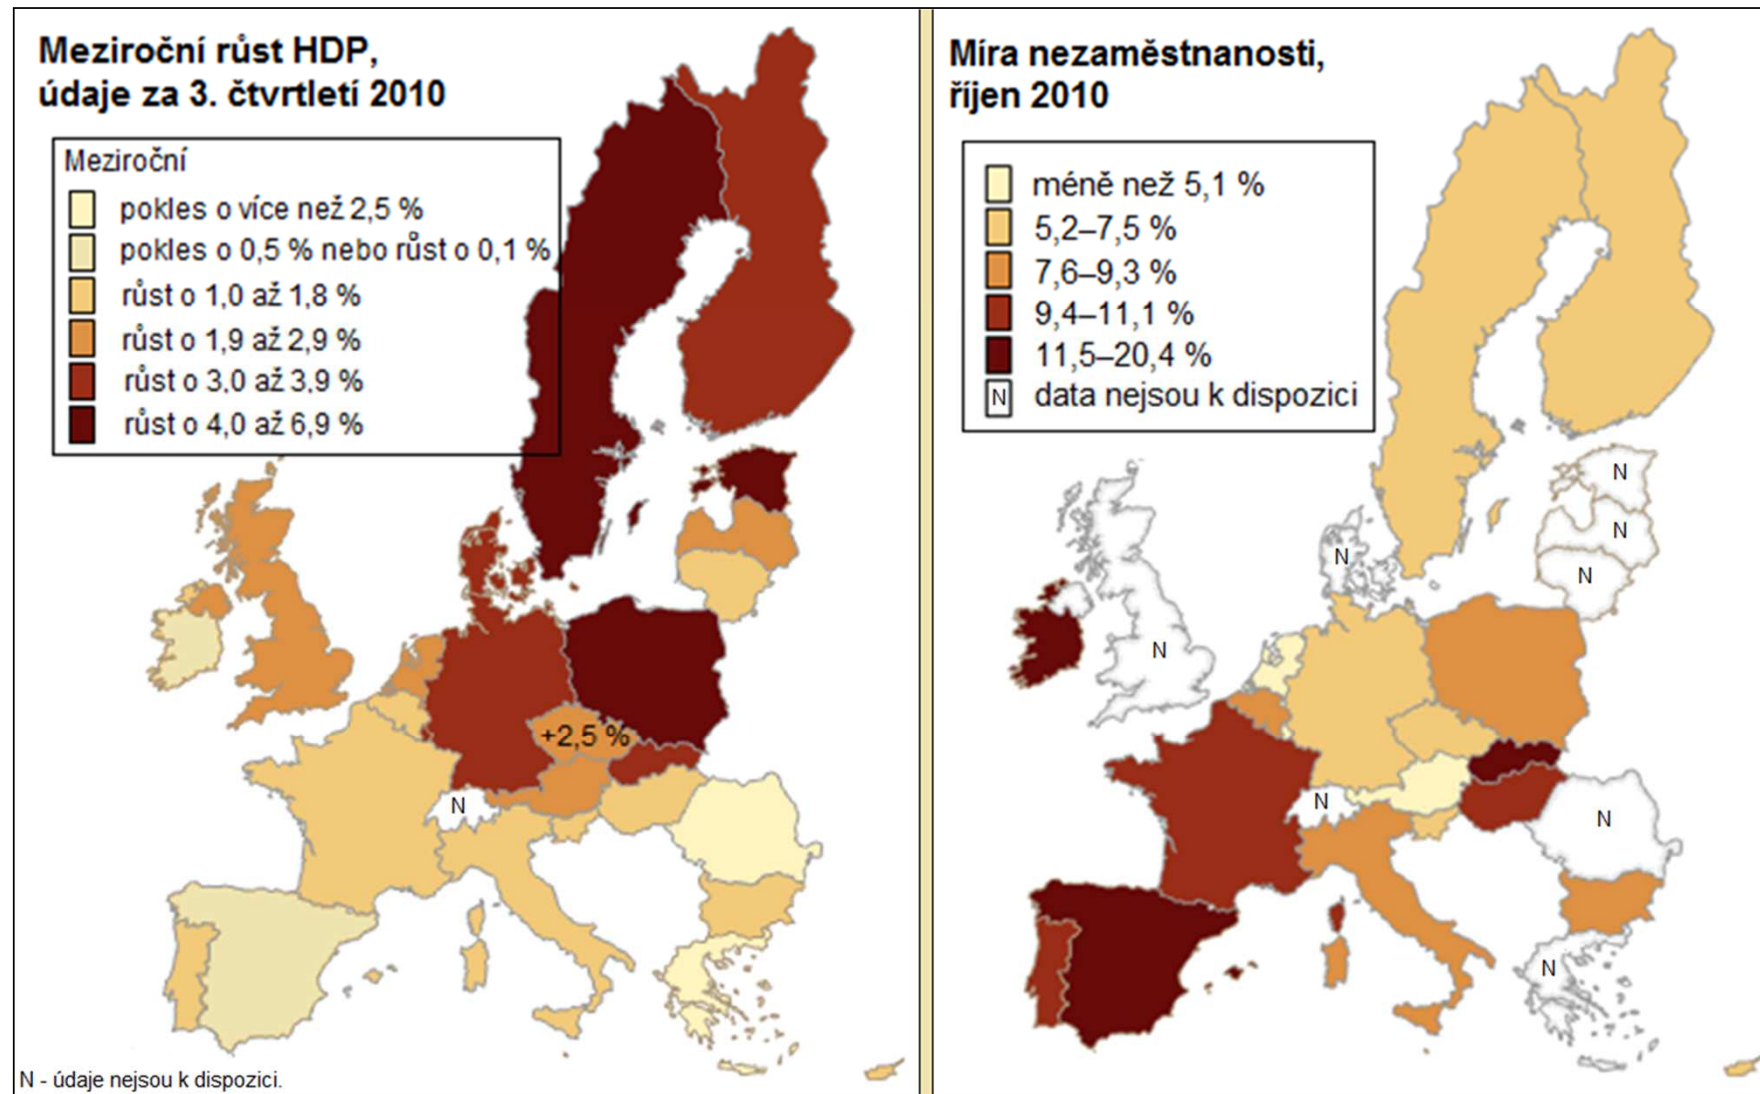 Meziroční růst HDP,
údaje za 3. čtvrtletí 2010
Meziroční
pokles o více než 2,5 %
pokles o 0,5 % nebo růst o 0,1 %
růst o 1,0 až 1,8 %
růst o 1,9 až 2,9 %
růst o 3,0 až 3,9 %
růst o 4,0 až 6,9 %
+2,5 %
N
N - údaje nejsou k dispozici.
Míra nezaměstnanosti,
říjen 2010
méně než 5,1 %
5,2–7,5 %
7,6–9,3 %
9,4–11,1 %
11,5–20,4 %
N data nejsou k dispozici
N
N
N
N
N
N
N
N